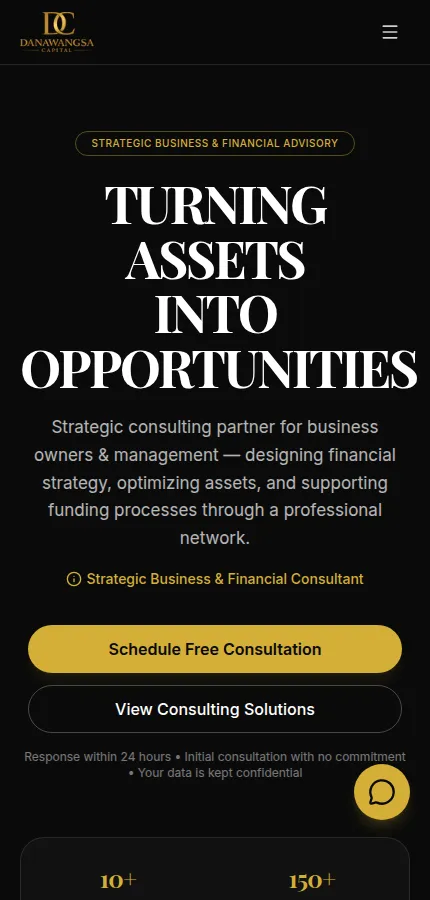 DC
DANAWANGSA
CAPITAL
STRATEGIC BUSINESS & FINANCIAL ADVISORY
TURNING
ASSETS
INTO
OPPORTUNITIES
Strategic consulting partner for business
owners & management — designing financial
strategy, optimizing assets, and supporting
funding processes through a professional
network.
Strategic Business & Financial Consultant
Schedule Free Consultation
View Consulting Solutions
Response within 24 hours • Initial consultation with no commitment
• Your data is kept confidential
10+
150+